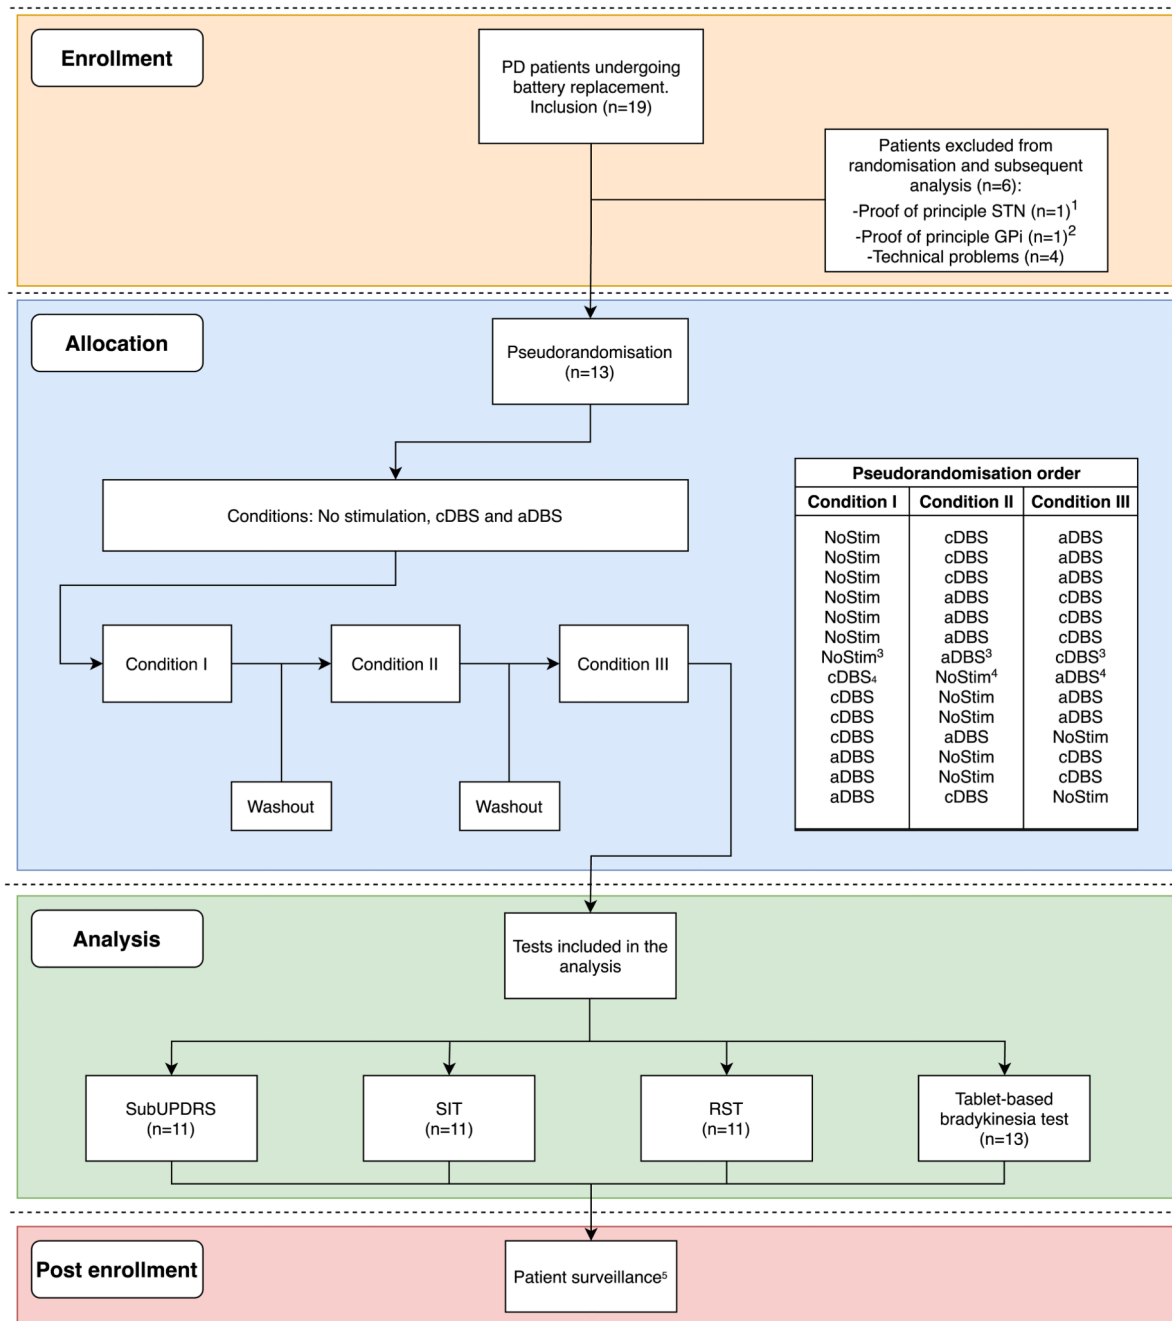 Enrollment
PD patients undergoing
battery replacement.
Inclusion (n=19)
Patients excluded from
randomisation and subsequent
analysis (n=6):
-Proof of principle STN (n=1)¹
-Proof of principle GPi (n=1)²
-Technical problems (n=4)
Allocation
Pseudorandomisation
(n=13)
Conditions: No stimulation, cDBS and aDBS
Condition I
Condition II
Condition III
Washout
Washout
Pseudorandomisation order
Condition I Condition II Condition III
NoStim cDBS aDBS
NoStim cDBS aDBS
NoStim cDBS aDBS
NoStim aDBS cDBS
NoStim aDBS cDBS
NoStim aDBS cDBS
NoStim³ aDBS³ cDBS³
cDBS₄ NoStim⁴ aDBS⁴
cDBS NoStim aDBS
cDBS NoStim aDBS
cDBS aDBS NoStim
aDBS NoStim cDBS
aDBS NoStim cDBS
aDBS cDBS NoStim
Analysis
Tests included in the
analysis
SubUPDRS
(n=11)
SIT
(n=11)
RST
(n=11)
Tablet-based
bradykinesia test
(n=13)
Post enrollment
Patient surveillance⁵